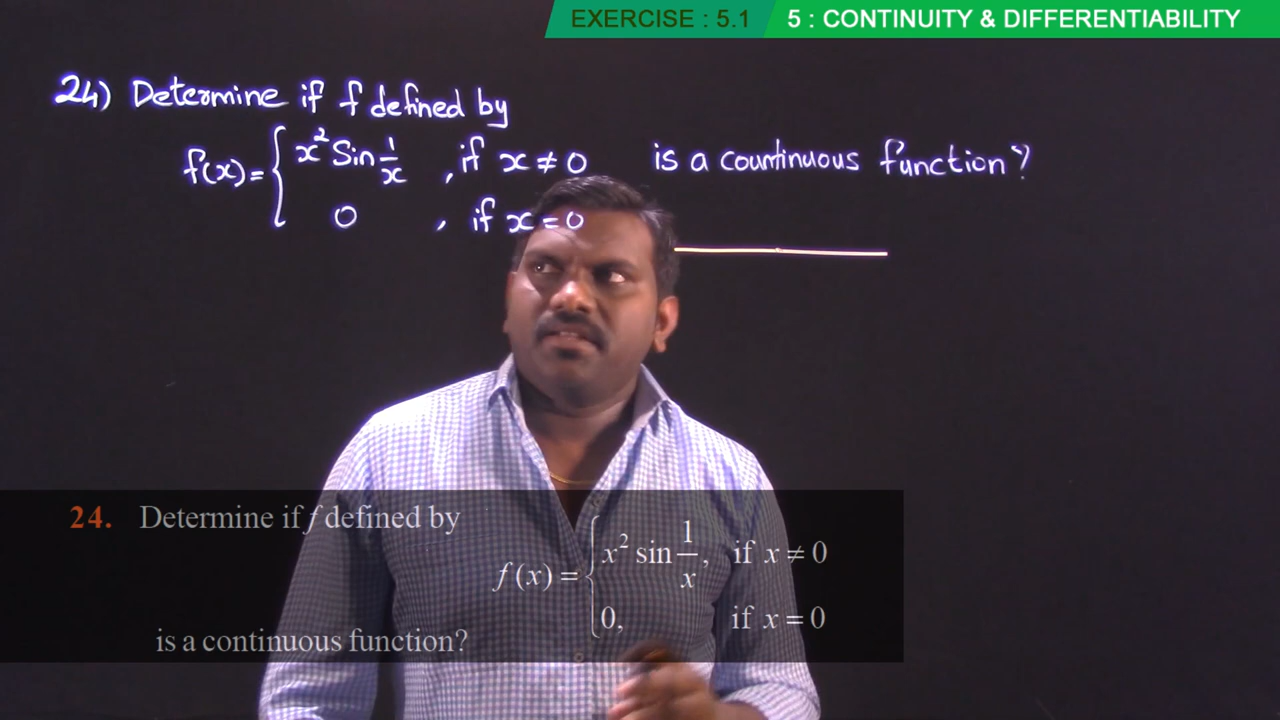 EXERCISE : 5.1 5 : CONTINUITY & DIFFERENTIABILITY
24) Determine if f defined by
f(x) = { x² Sin 1/x , if x ≠ 0 is a countinuous function?
0 , if x = 0
24. Determine if f defined by
f(x) = { x² sin 1/x, if x ≠ 0
0, if x = 0
is a continuous function?